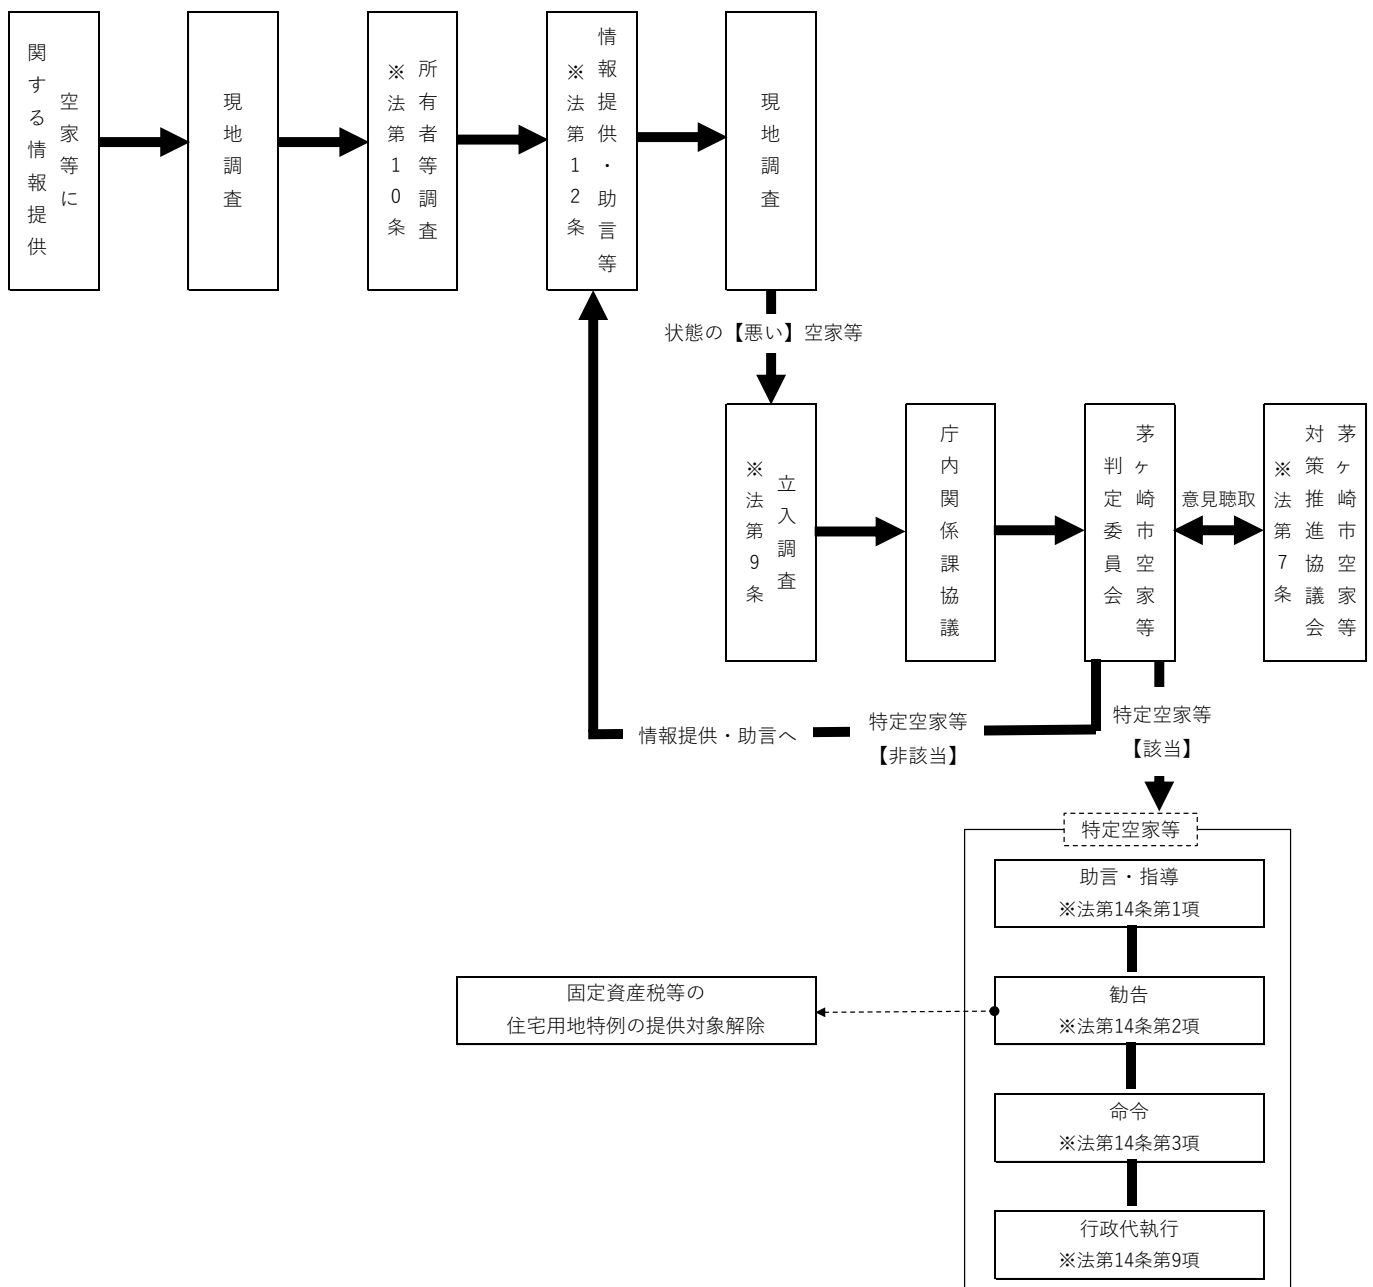 空家等に
関する情報提供
現地調査
所有者等調査
※法第10条
情報提供・助言等
※法第12条
現地調査
状態の【悪い】空家等
立入調査
※法第9条
庁内関係課協議
茅ヶ崎市空家等
判定委員会
意見聴取
茅ヶ崎市空家等
対策推進協議会
※法第7条
情報提供・助言へ
特定空家等
【非該当】
特定空家等
【該当】
特定空家等
助言・指導
※法第14条第1項
固定資産税等の
住宅用地特例の提供対象解除
勧告
※法第14条第2項
命令
※法第14条第3項
行政代執行
※法第14条第9項